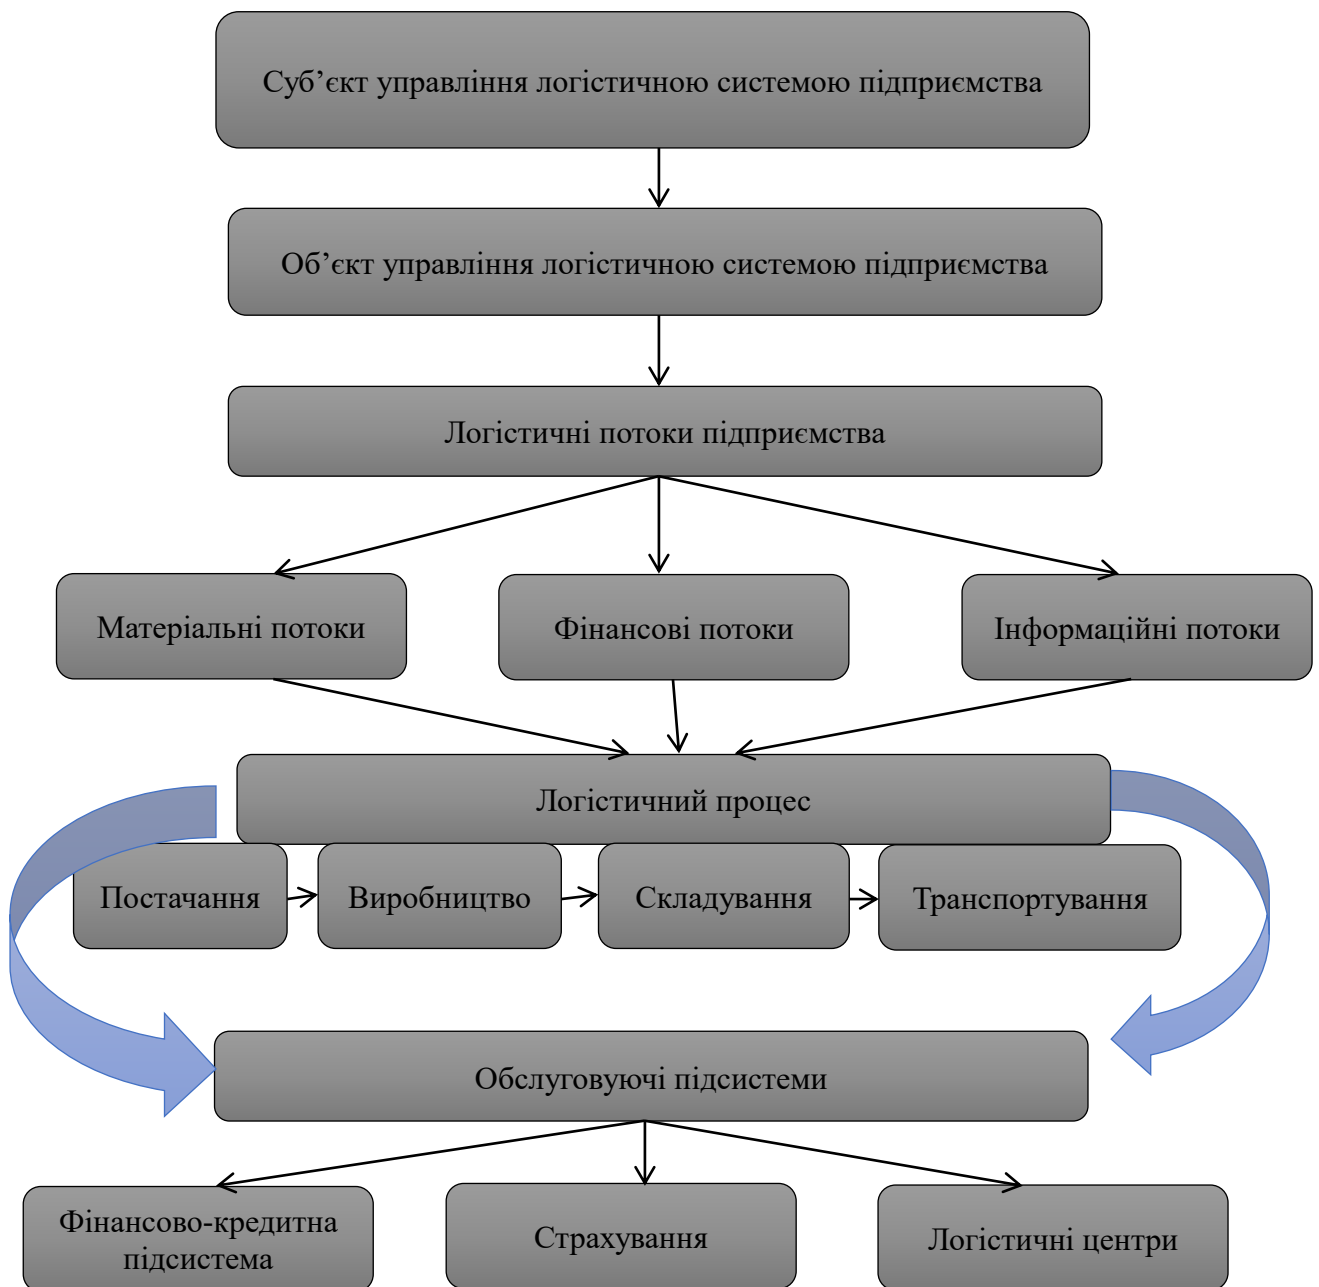 Суб’єкт управління логістичною системою підприємства
Об’єкт управління логістичною системою підприємства
Логістичні потоки підприємства
Матеріальні потоки
Фінансові потоки
Інформаційні потоки
Логістичний процес
Постачання
Виробництво
Складування
Транспортування
Обслуговуючі підсистеми
Фінансово-кредитна
підсистема
Страхування
Логістичні центри